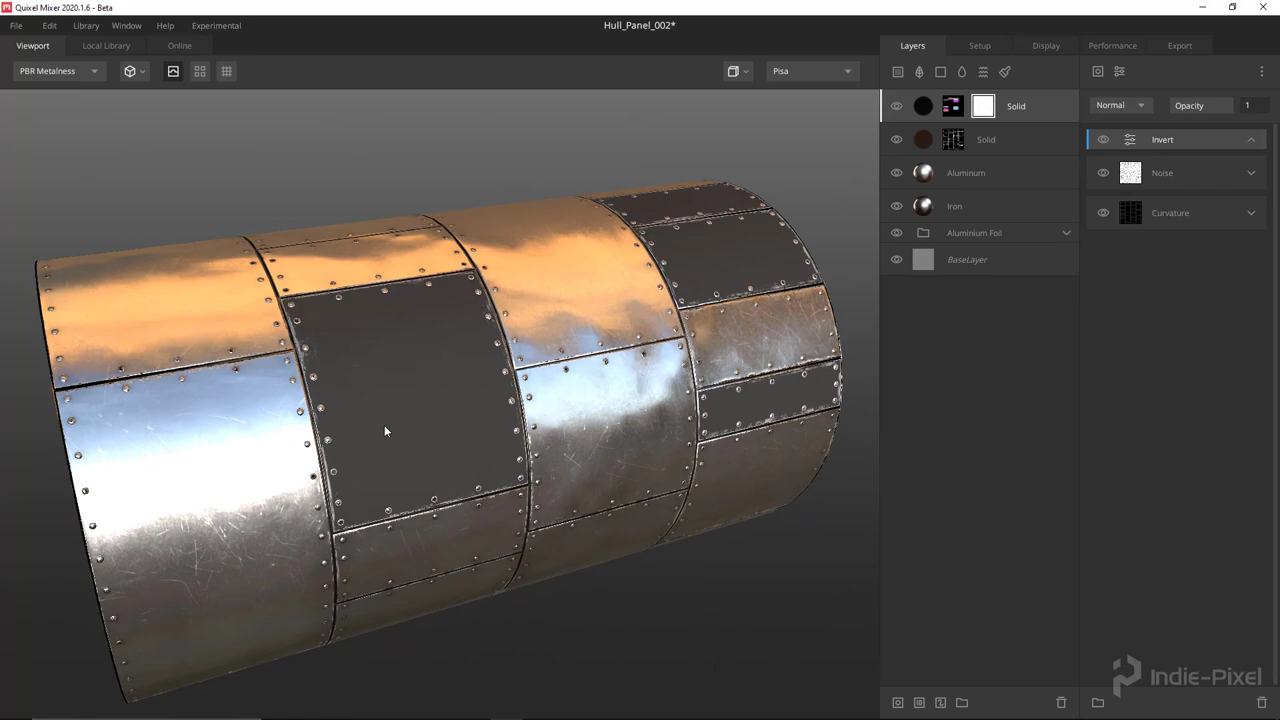 Quixel Mixer 2020.1.6 - Beta
File Edit Library Window Help Experimental
Hull_Panel_002*
Viewport Local Library Online
Layers Setup Display Performance Export
PBR Metalness
Pisa
Solid
Normal Opacity 1
Solid
Invert
Aluminum
Noise
Iron
Curvature
Aluminium Foil
BaseLayer
Indie-Pixel